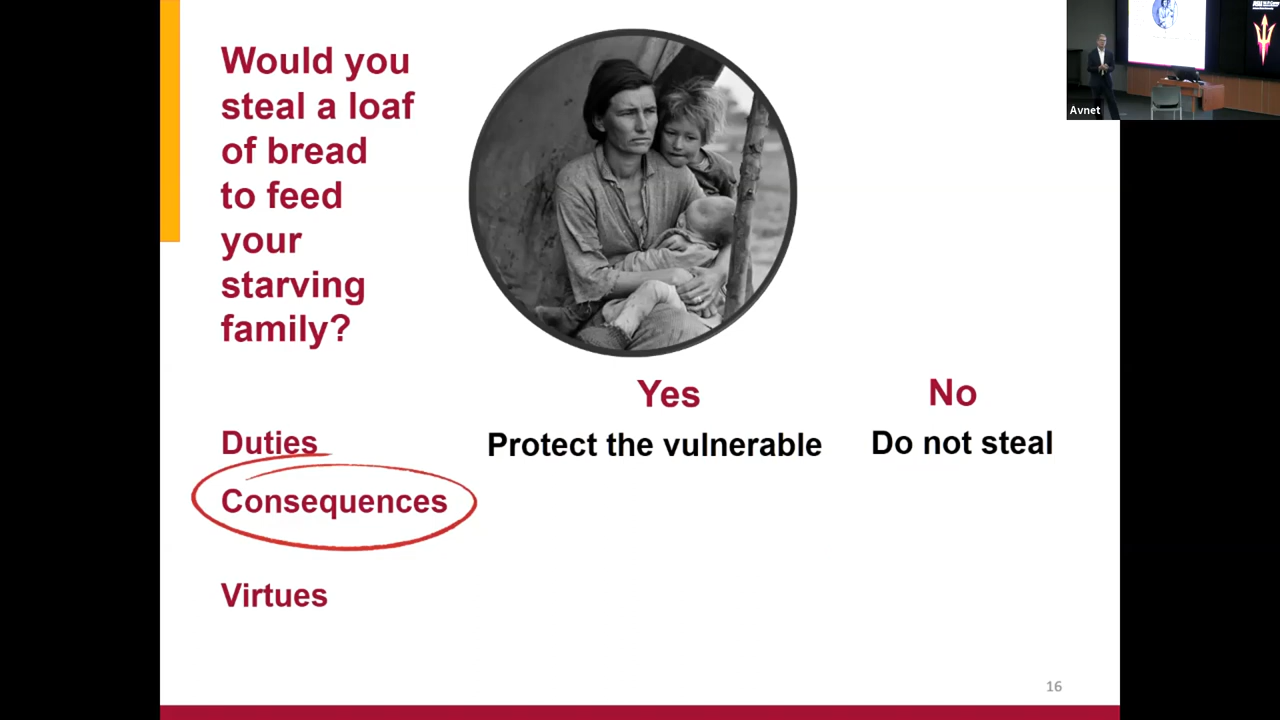 Would you
steal a loaf
of bread
to feed
your
starving
family?
Yes
No
Duties
Protect the vulnerable
Do not steal
Consequences
Virtues
16
Avnet